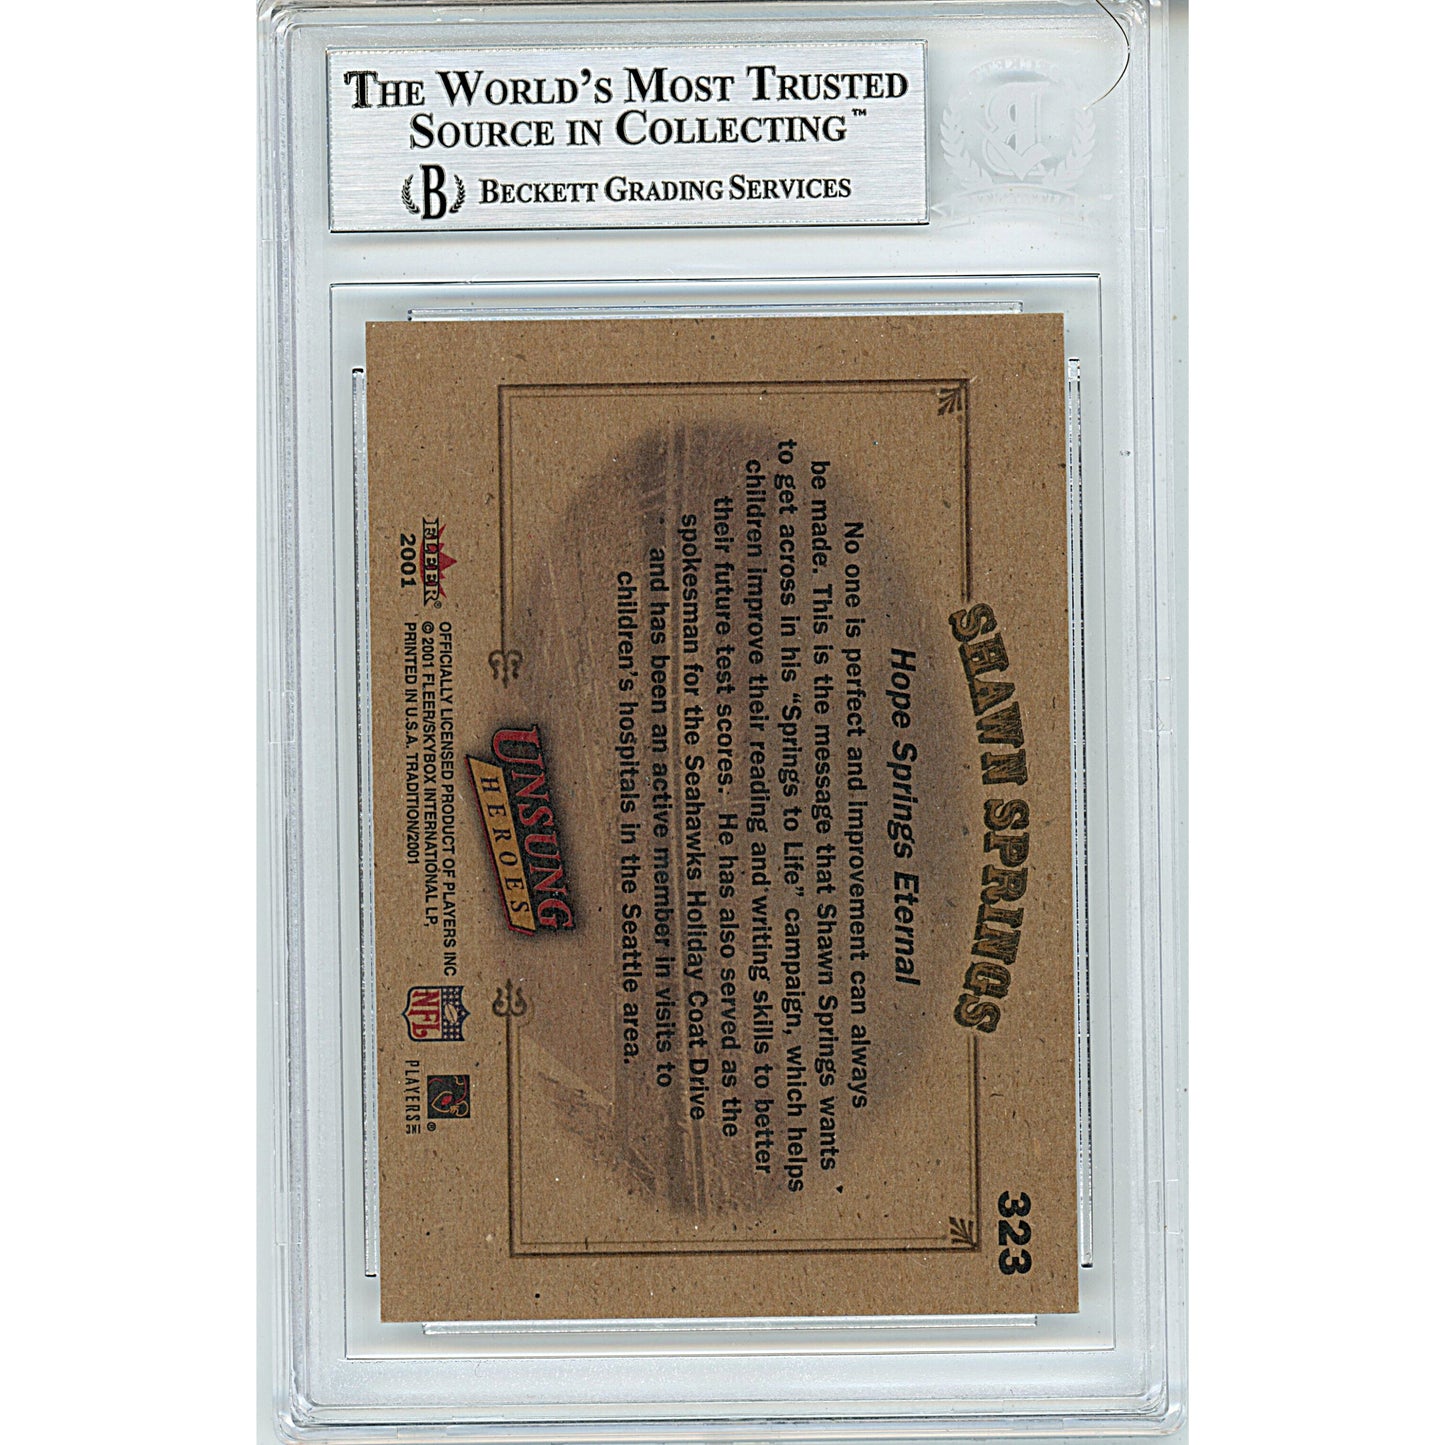 THE WORLD'S MOST TRUSTED
SOURCE IN COLLECTING™
B BECKETT GRADING SERVICES
323
SHAWN SPRINGS
Hope Springs Eternal
No one is perfect and improvement can always
be made. This is the message that Shawn Springs wants
to get across in his “Springs to Life” campaign, which helps
children improve their reading and writing skills to better
their future test scores. He has also served as the
spokesman for the Seahawks Holiday Coat Drive
and has been an active member in visits to
children's hospitals in the Seattle area.
UNSUNG
HEROES
FLEER®
2001
OFFICIALLY LICENSED PRODUCT OF PLAYERS INC
© 2001 FLEER/SKYBOX INTERNATIONAL LP,
PRINTED IN U.S.A. TRADITION/2001
NFL
PLAYERS INC ®